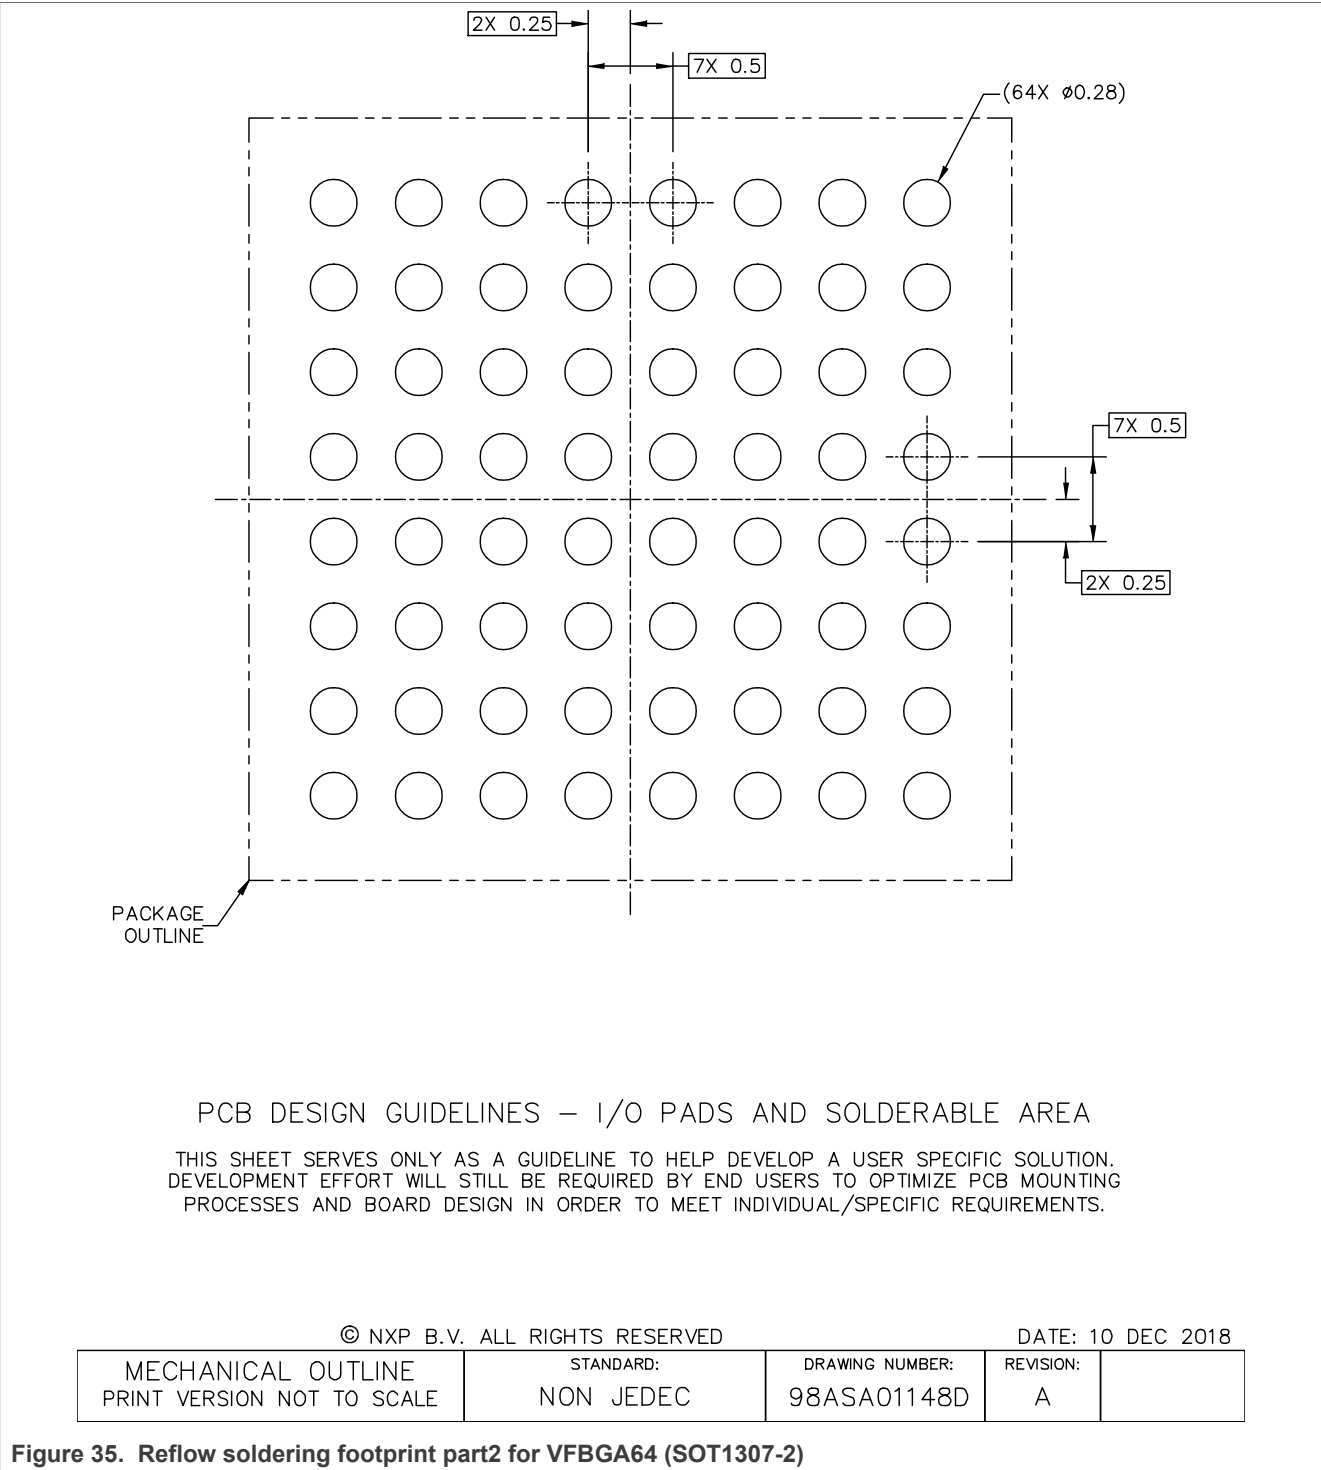 2X 0.25
7X 0.5
(64X ø0.28)
7X 0.5
2X 0.25
PACKAGE
OUTLINE
PCB DESIGN GUIDELINES – I/O PADS AND SOLDERABLE AREA
THIS SHEET SERVES ONLY AS A GUIDELINE TO HELP DEVELOP A USER SPECIFIC SOLUTION.
DEVELOPMENT EFFORT WILL STILL BE REQUIRED BY END USERS TO OPTIMIZE PCB MOUNTING
PROCESSES AND BOARD DESIGN IN ORDER TO MEET INDIVIDUAL/SPECIFIC REQUIREMENTS.
© NXP B.V. ALL RIGHTS RESERVED
DATE: 10 DEC 2018
MECHANICAL OUTLINE
PRINT VERSION NOT TO SCALE
STANDARD:
NON JEDEC
DRAWING NUMBER:
98ASA01148D
REVISION:
A
Figure 35. Reflow soldering footprint part2 for VFBGA64 (SOT1307-2)